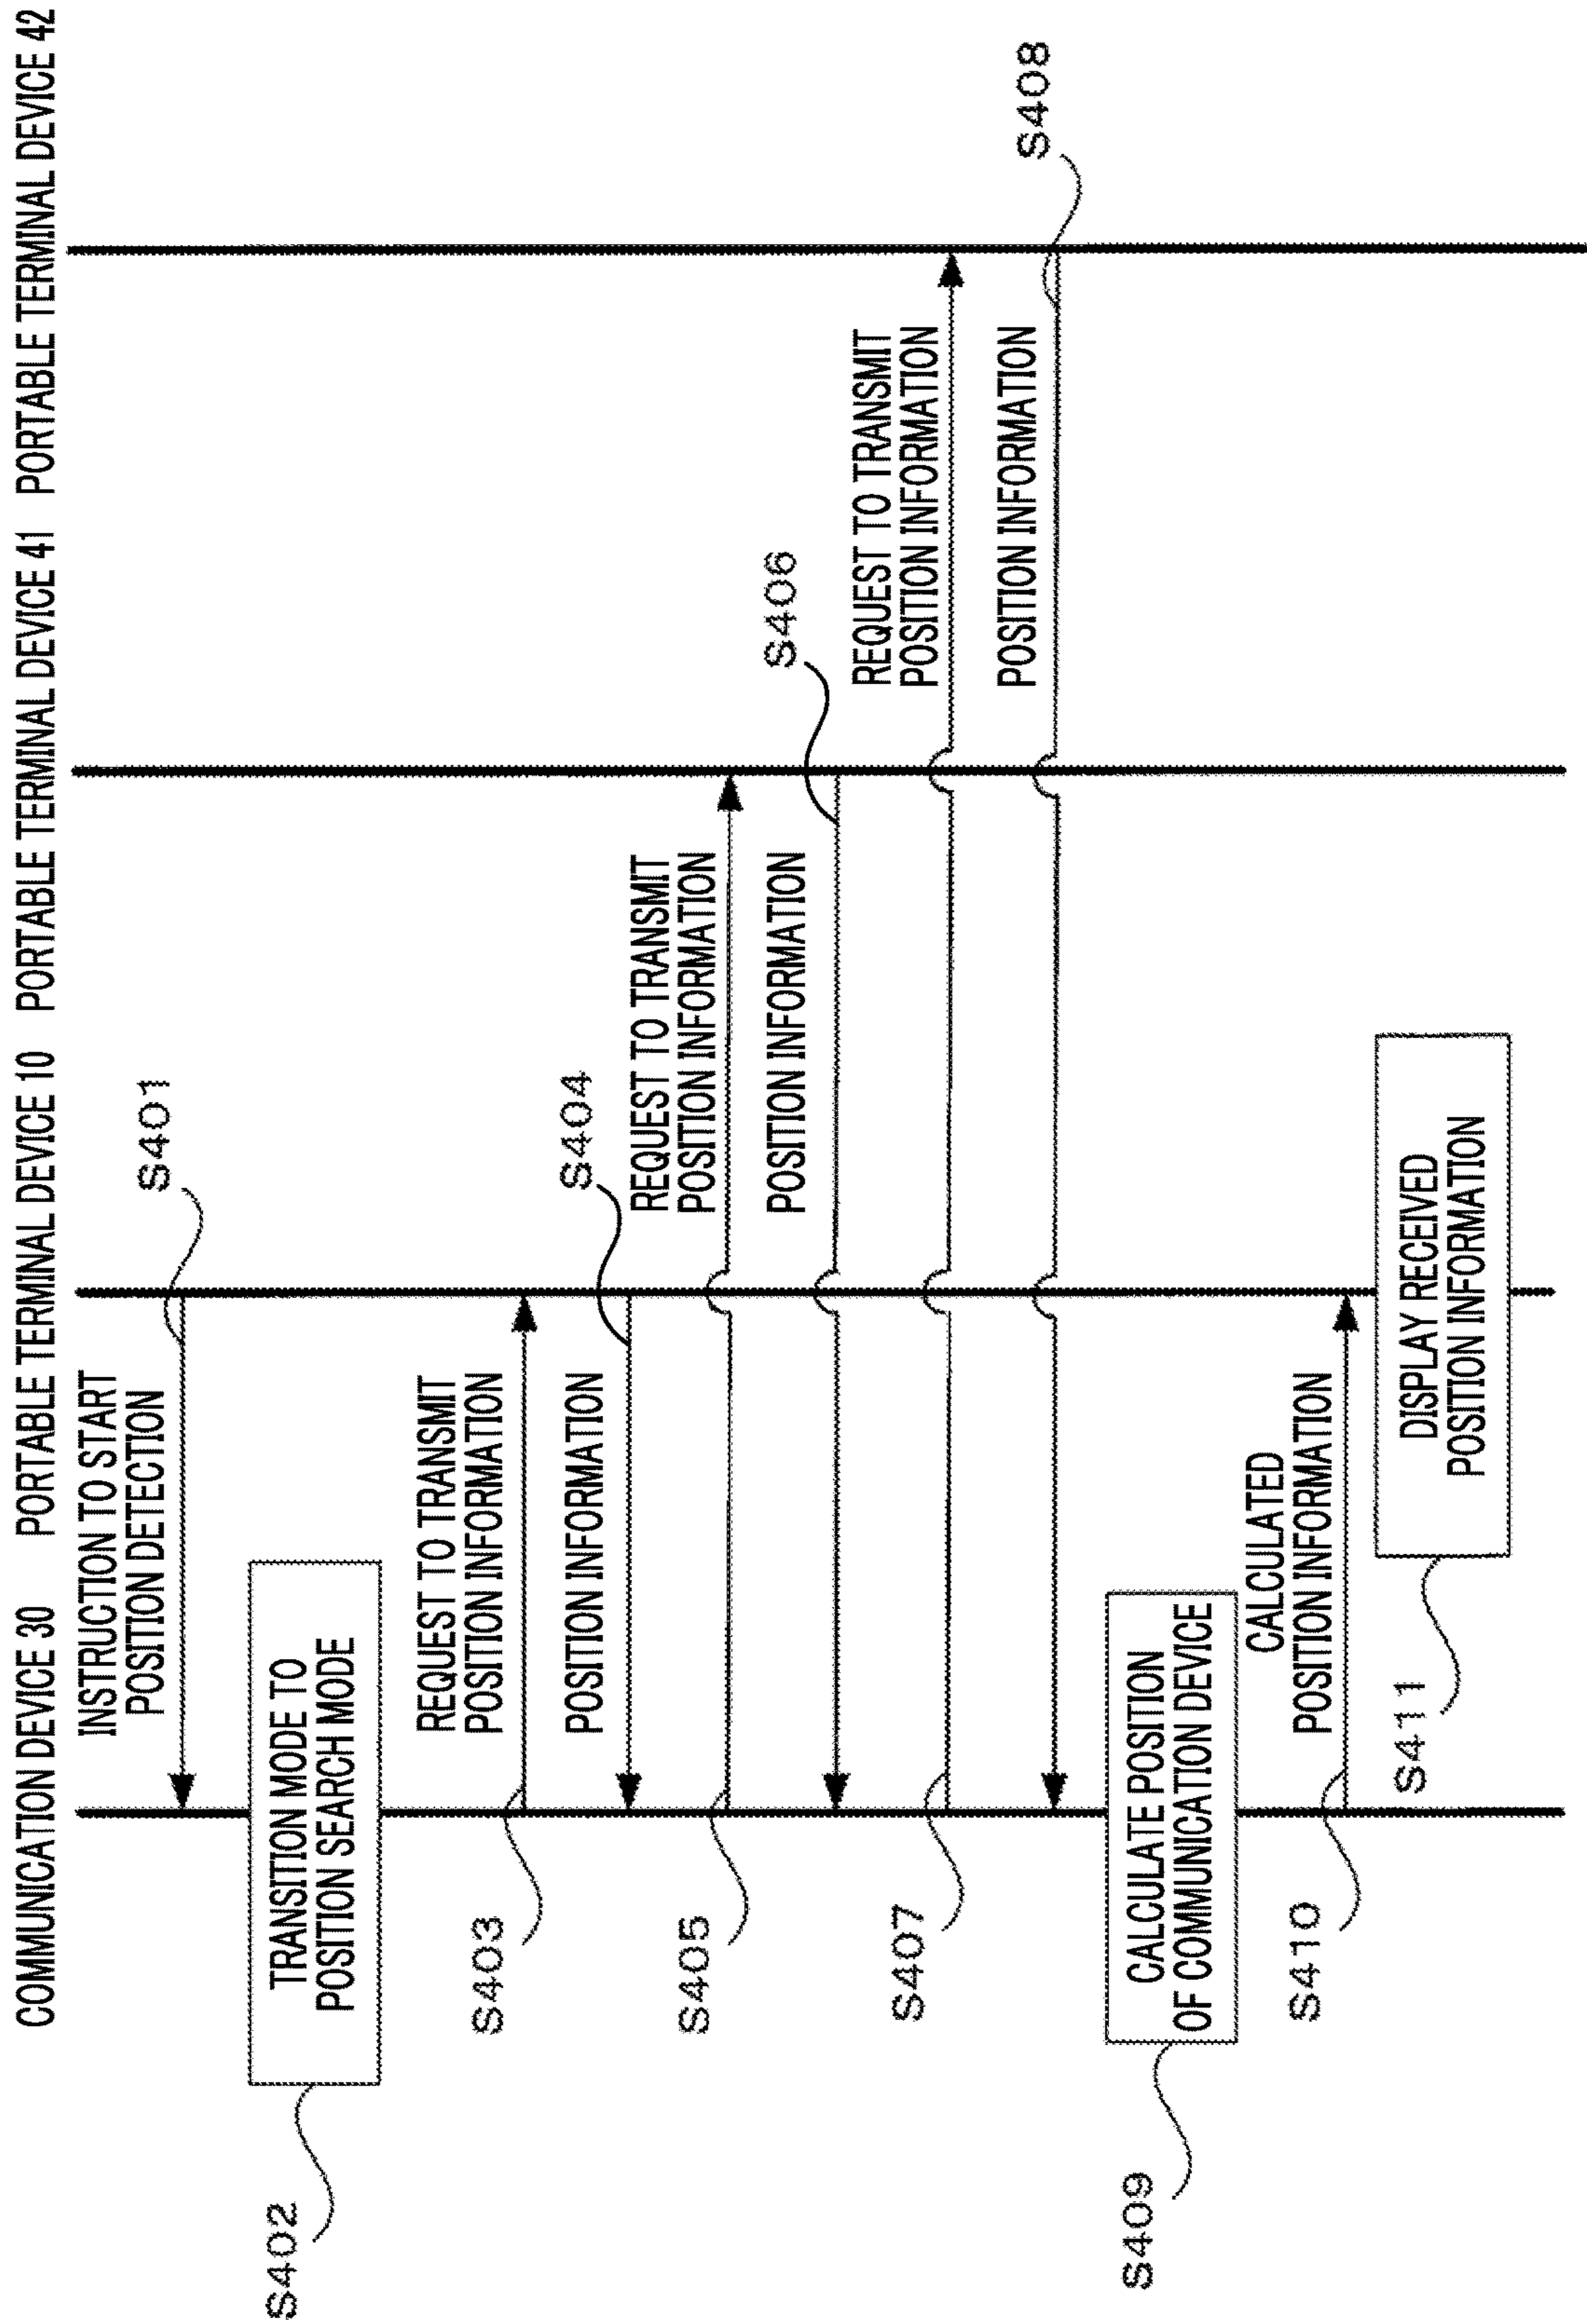 COMMUNICATION DEVICE 30
PORTABLE TERMINAL DEVICE 10
PORTABLE TERMINAL DEVICE 41
PORTABLE TERMINAL DEVICE 42
INSTRUCTION TO START
POSITION DETECTION
S401
S402
TRANSITION MODE TO
POSITION SEARCH MODE
S403
REQUEST TO TRANSMIT
POSITION INFORMATION
S404
POSITION INFORMATION
S405
REQUEST TO TRANSMIT
POSITION INFORMATION
S406
POSITION INFORMATION
S407
REQUEST TO TRANSMIT
POSITION INFORMATION
S408
POSITION INFORMATION
S409
CALCULATE POSITION
OF COMMUNICATION DEVICE
S410
CALCULATED
POSITION INFORMATION
S411
DISPLAY RECEIVED
POSITION INFORMATION